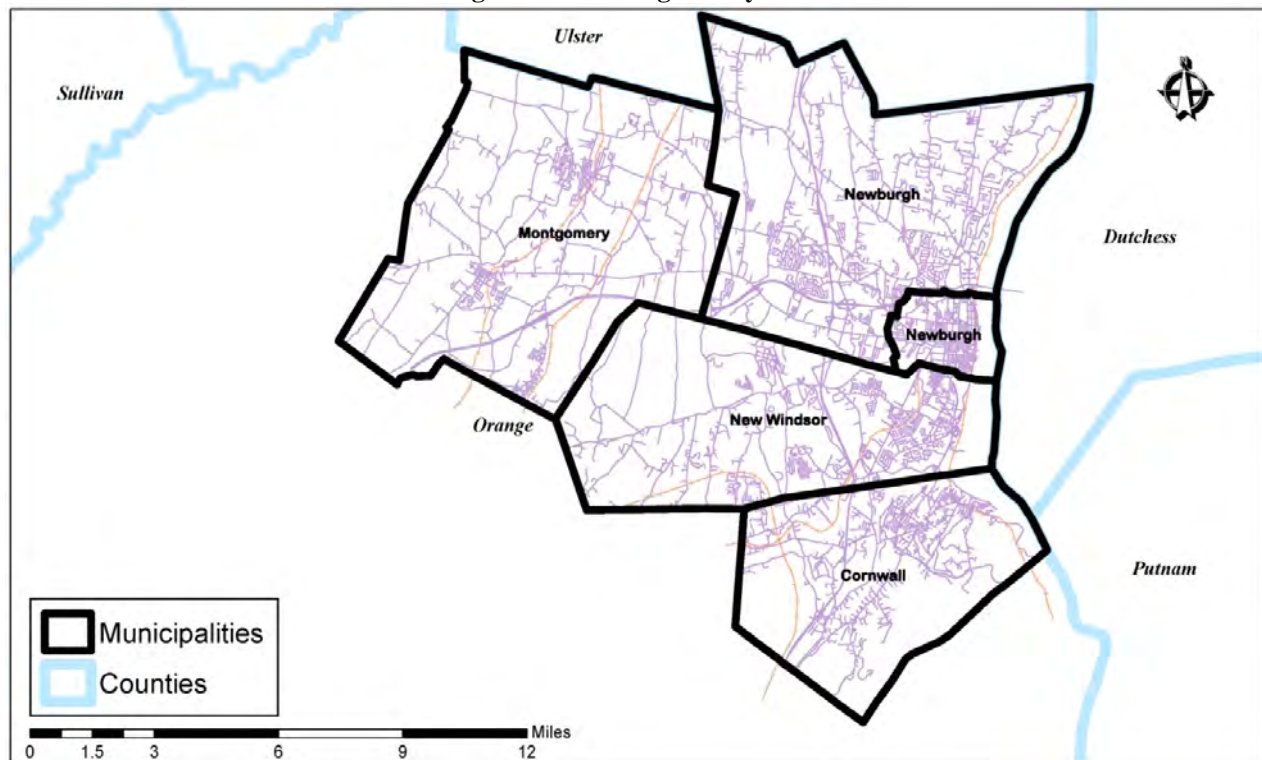 Ulster
Sullivan
Newburgh
Montgomery
Dutchess
Newburgh
New Windsor
Orange
Cornwall
Putnam
Municipalities
Counties
Miles
0 1.5 3 6 9 12